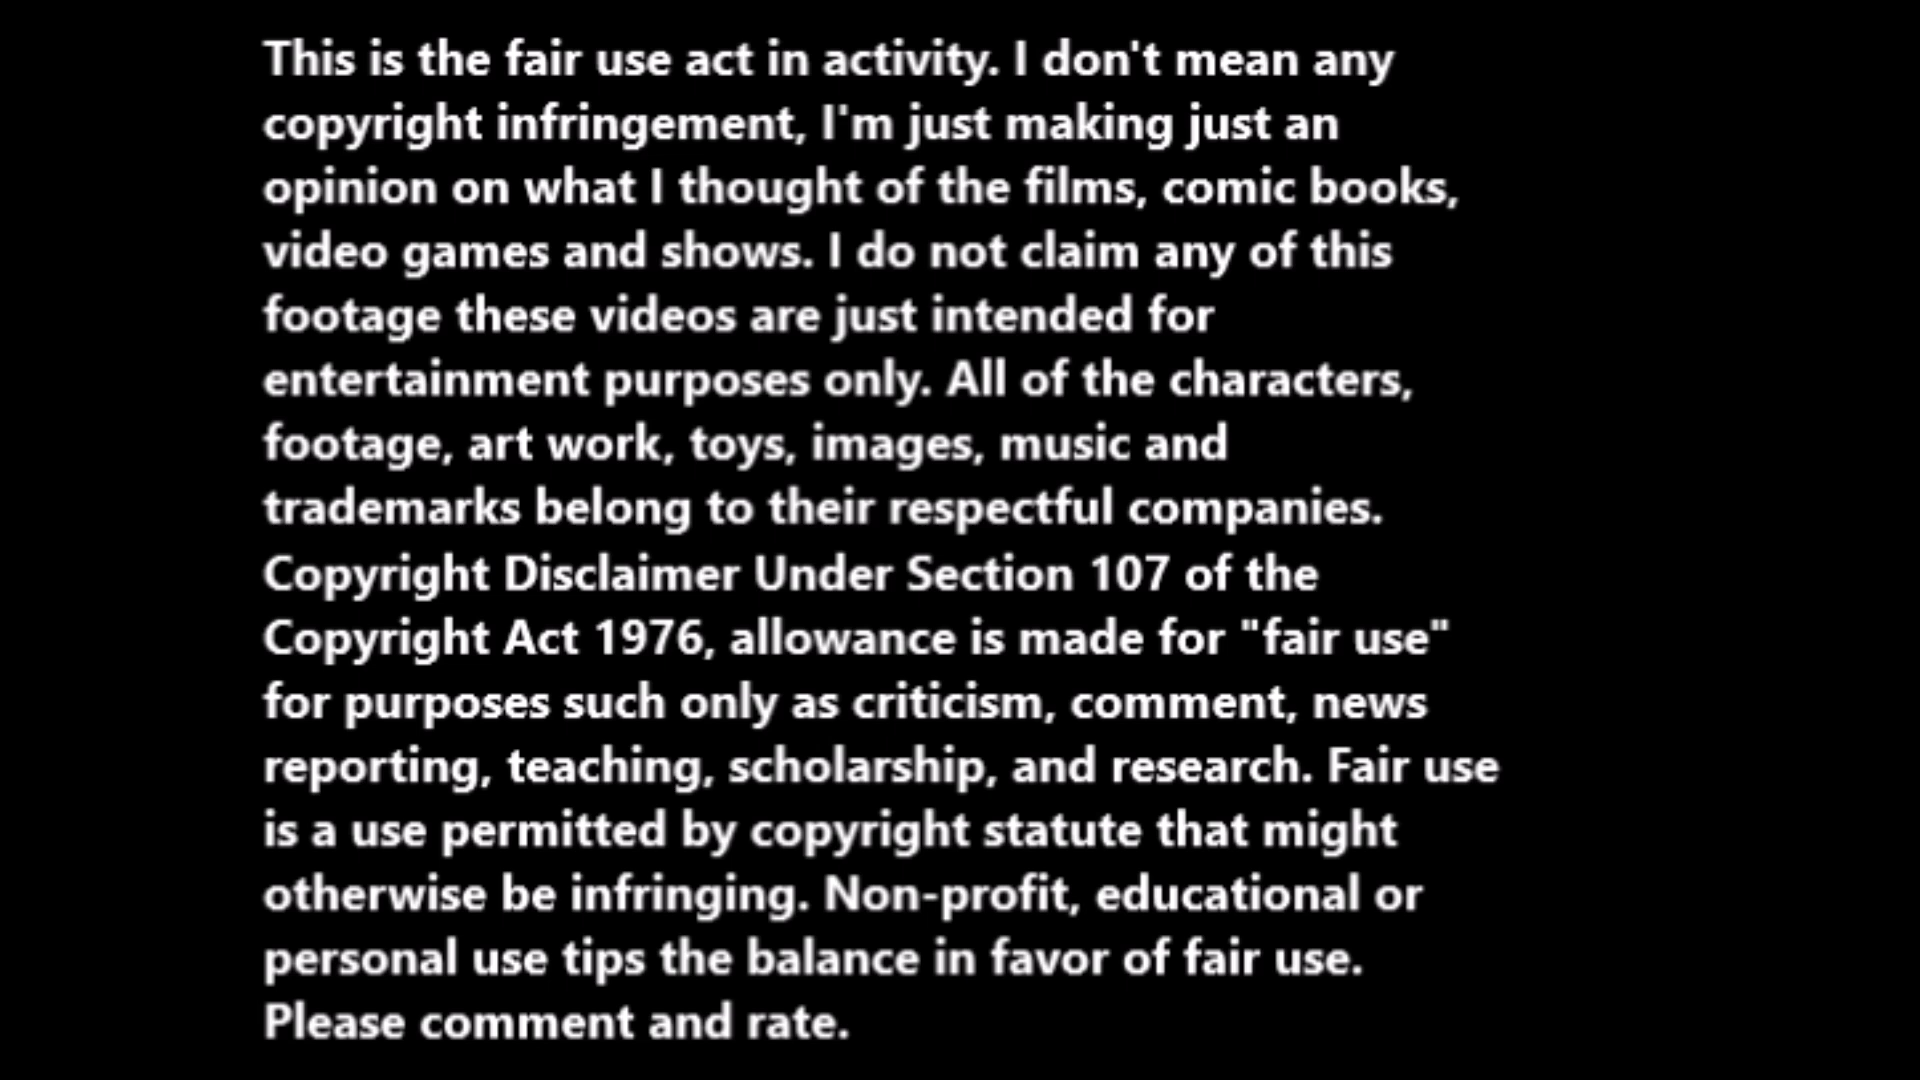 This is the fair use act in activity. I don't mean any
copyright infringement, I'm just making just an
opinion on what I thought of the films, comic books,
video games and shows. I do not claim any of this
footage these videos are just intended for
entertainment purposes only. All of the characters,
footage, art work, toys, images, music and
trademarks belong to their respectful companies.
Copyright Disclaimer Under Section 107 of the
Copyright Act 1976, allowance is made for "fair use"
for purposes such only as criticism, comment, news
reporting, teaching, scholarship, and research. Fair use
is a use permitted by copyright statute that might
otherwise be infringing. Non-profit, educational or
personal use tips the balance in favor of fair use.
Please comment and rate.